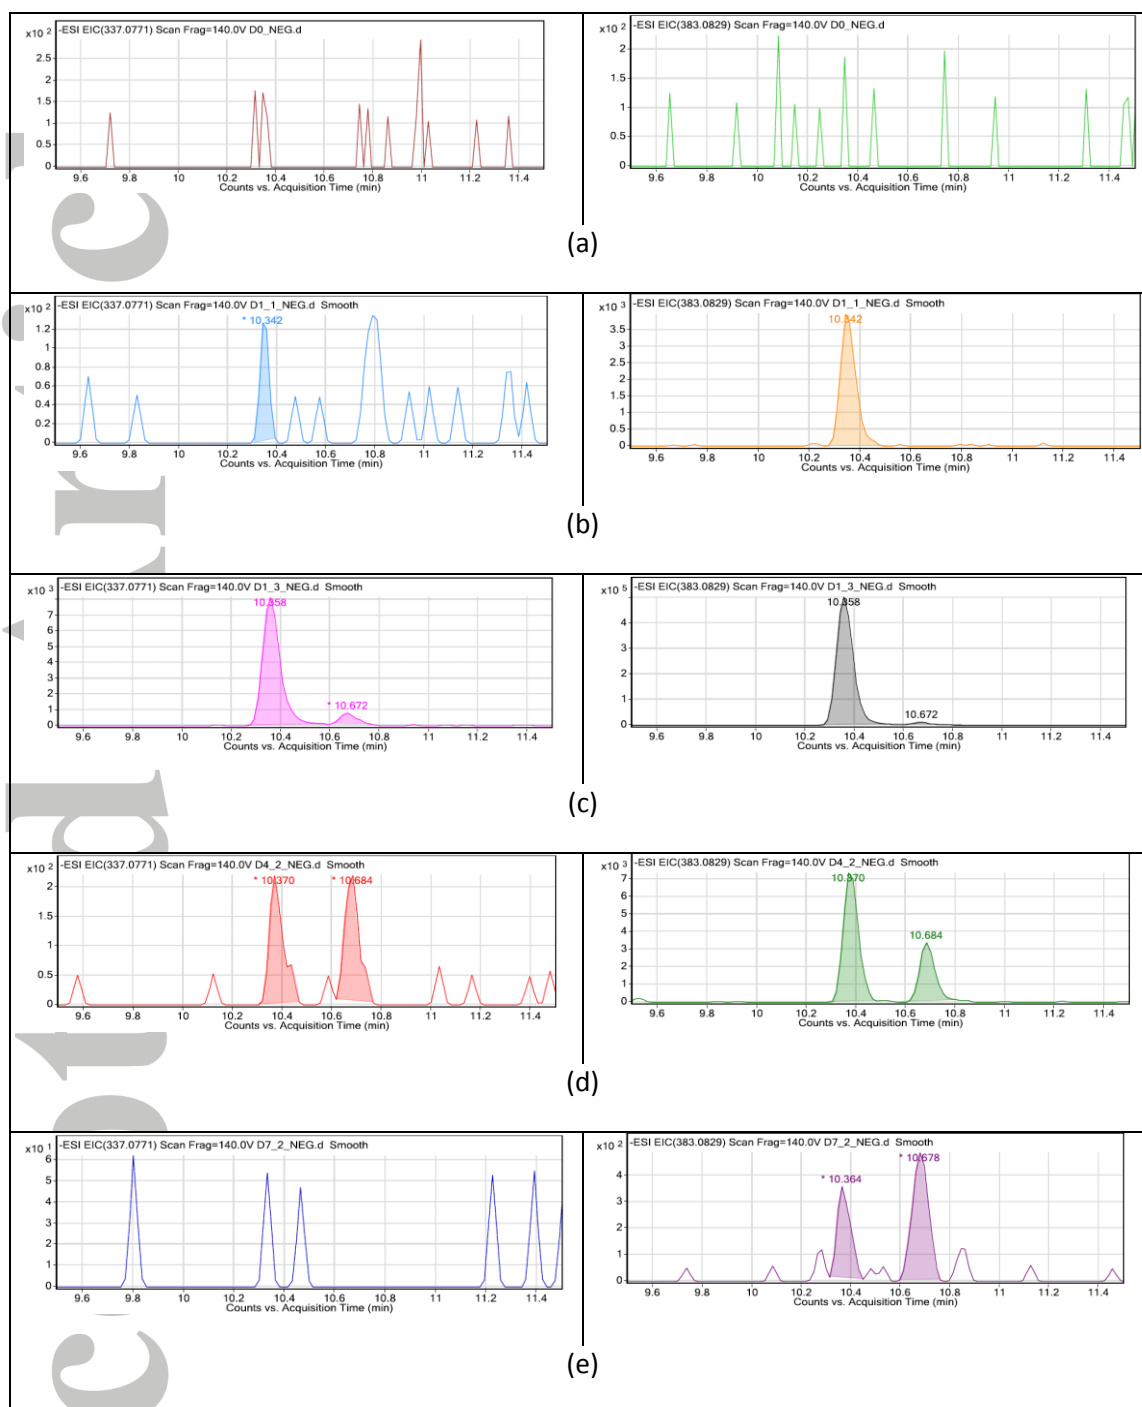 -ESI EIC(337.0771) Scan Frag=140.0V D0_NEG.d
x10 2
2.5
2
1.5
1
0.5
0
9.6 9.8 10 10.2 10.4 10.6 10.8 11 11.2 11.4
Counts vs. Acquisition Time (min)
-ESI EIC(383.0829) Scan Frag=140.0V D0_NEG.d
x10 2
2
1.5
1
0.5
0
9.6 9.8 10 10.2 10.4 10.6 10.8 11 11.2 11.4
Counts vs. Acquisition Time (min)
(a)
-ESI EIC(337.0771) Scan Frag=140.0V D1_1_NEG.d Smooth
x10 2
* 10.342
1.2
1
0.8
0.6
0.4
0.2
0
9.6 9.8 10 10.2 10.4 10.6 10.8 11 11.2 11.4
Counts vs. Acquisition Time (min)
-ESI EIC(383.0829) Scan Frag=140.0V D1_1_NEG.d Smooth
x10 3
10.342
3.5
3
2.5
2
1.5
1
0.5
0
9.6 9.8 10 10.2 10.4 10.6 10.8 11 11.2 11.4
Counts vs. Acquisition Time (min)
(b)
-ESI EIC(337.0771) Scan Frag=140.0V D1_3_NEG.d Smooth
x10 3
10.358
7
6
5
4
3
2
* 10.672
1
0
9.6 9.8 10 10.2 10.4 10.6 10.8 11 11.2 11.4
Counts vs. Acquisition Time (min)
-ESI EIC(383.0829) Scan Frag=140.0V D1_3_NEG.d Smooth
x10 5
10.358
4
3
2
1
10.672
0
9.6 9.8 10 10.2 10.4 10.6 10.8 11 11.2 11.4
Counts vs. Acquisition Time (min)
(c)
-ESI EIC(337.0771) Scan Frag=140.0V D4_2_NEG.d Smooth
x10 2
* 10.370 * 10.684
2
1.5
1
0.5
0
9.6 9.8 10 10.2 10.4 10.6 10.8 11 11.2 11.4
Counts vs. Acquisition Time (min)
-ESI EIC(383.0829) Scan Frag=140.0V D4_2_NEG.d Smooth
x10 3
10.370
7
6
5
4
10.684
3
2
1
0
9.6 9.8 10 10.2 10.4 10.6 10.8 11 11.2 11.4
Counts vs. Acquisition Time (min)
(d)
-ESI EIC(337.0771) Scan Frag=140.0V D7_2_NEG.d Smooth
x10 1
6
5
4
3
2
1
0
9.6 9.8 10 10.2 10.4 10.6 10.8 11 11.2 11.4
Counts vs. Acquisition Time (min)
-ESI EIC(383.0829) Scan Frag=140.0V D7_2_NEG.d Smooth
x10 2
* 10.678
* 10.364
4
3
2
1
0
9.6 9.8 10 10.2 10.4 10.6 10.8 11 11.2 11.4
Counts vs. Acquisition Time (min)
(e)